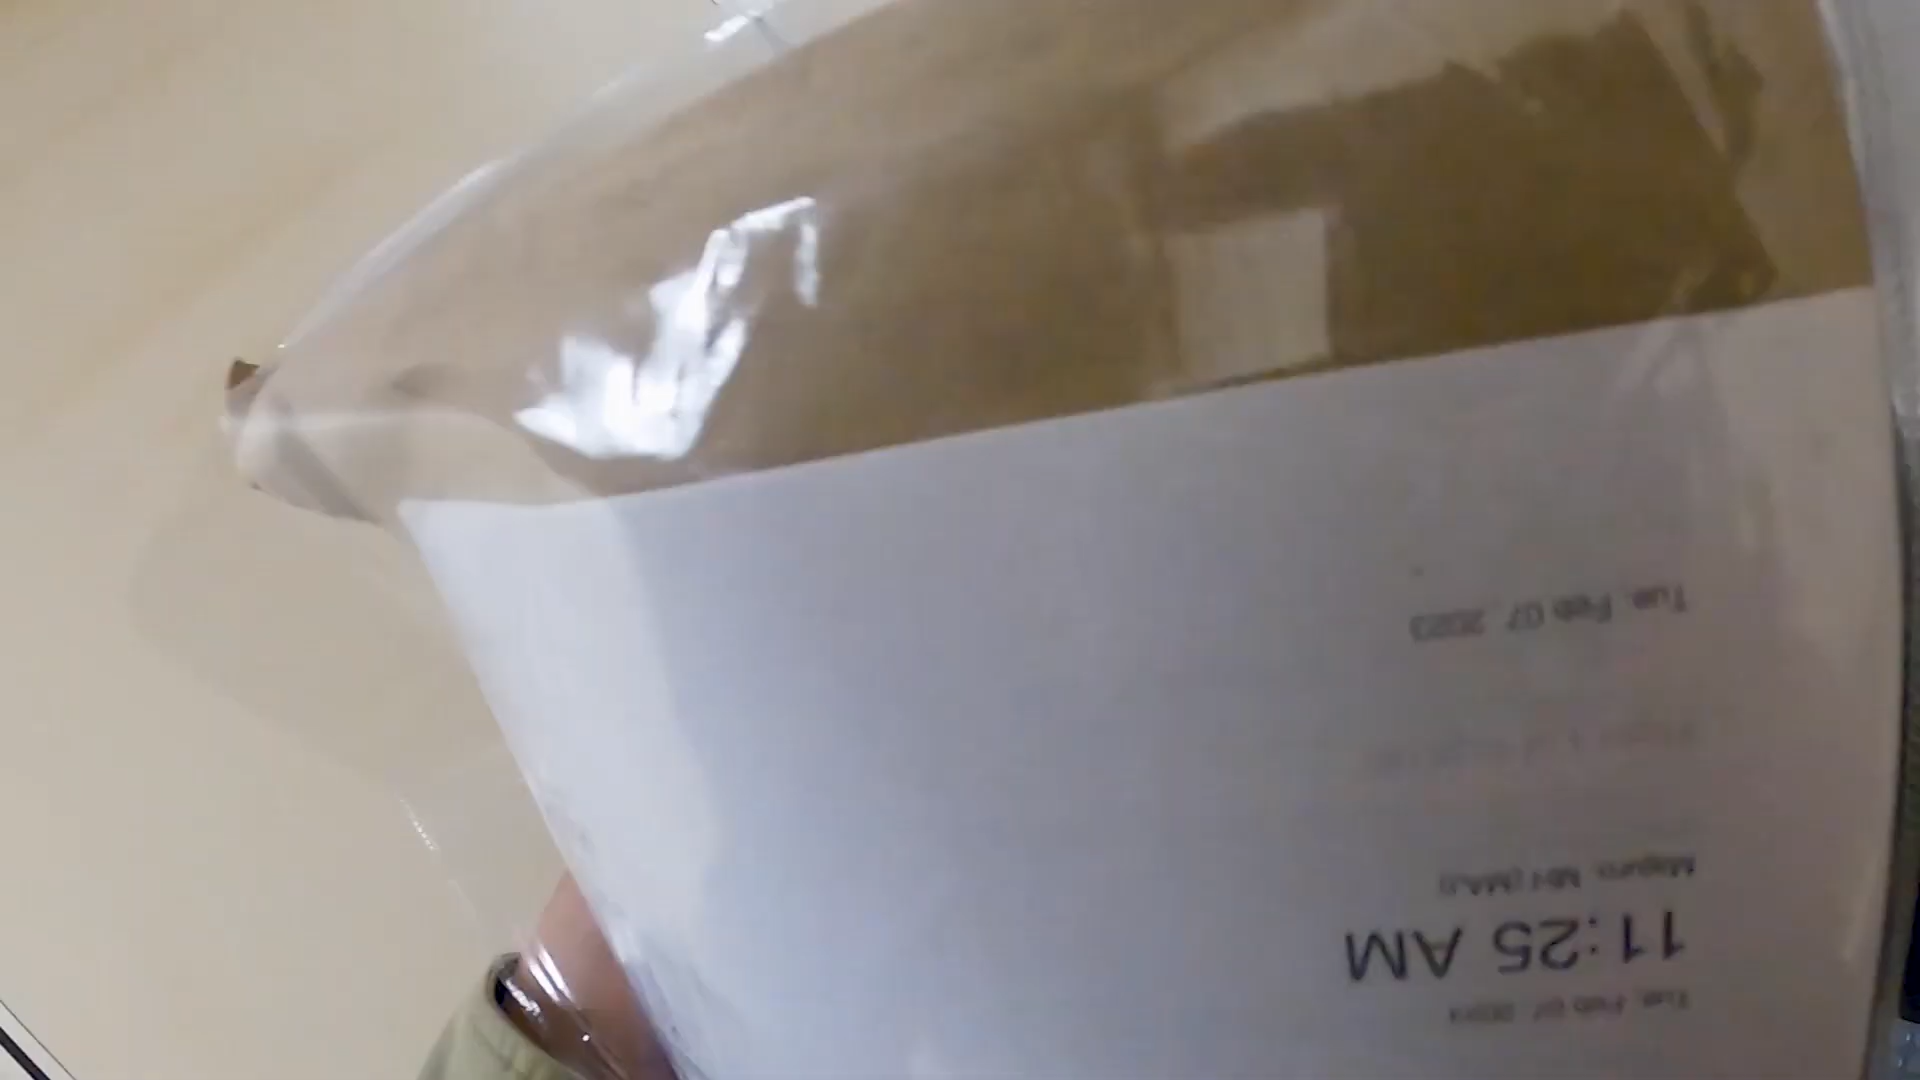 Tue, Feb 07 2023
11:25 AM
Majuro, MH (MAJ)
Tue, Feb 07, 2023